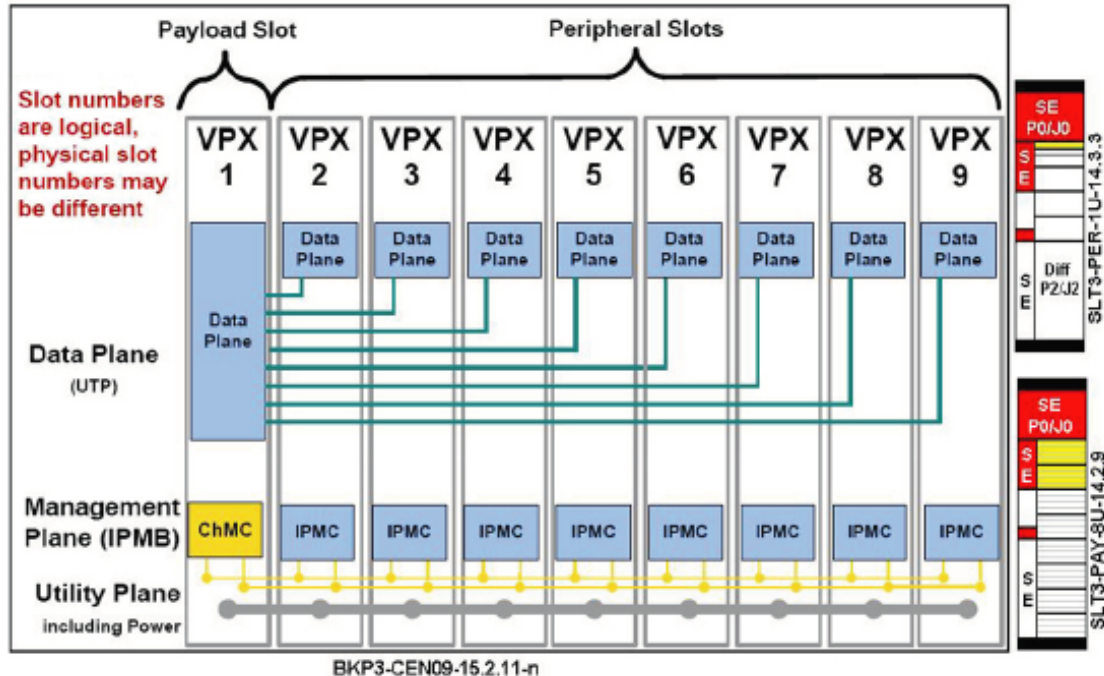 Payload Slot
Peripheral Slots
Slot numbers
are logical,
physical slot
numbers may
be different
VPX
1
VPX
2
VPX
3
VPX
4
VPX
5
VPX
6
VPX
7
VPX
8
VPX
9
Data
Plane
Data
Plane
Data
Plane
Data
Plane
Data
Plane
Data
Plane
Data
Plane
Data
Plane
Data
Plane
Data Plane
(UTP)
Management
Plane (IPMB)
ChMC
IPMC
IPMC
IPMC
IPMC
IPMC
IPMC
IPMC
IPMC
Utility Plane
including Power
BKP3-CEN09-15.2.11-n
SE
P0/J0
S
E
S
E
Diff
P2/J2
SLT3-PER-1U-14.3.3
SE
P0/J0
S
E
S
E
SLT3-PAY-8U-14.2.9